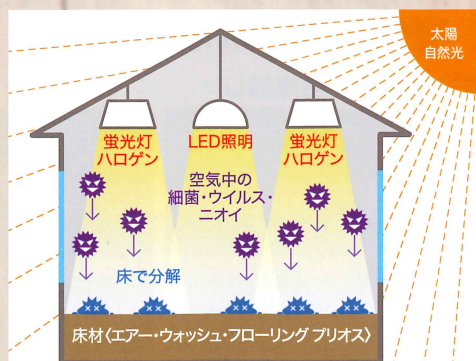 太陽
自然光
蛍光灯
ハロゲン
LED照明
蛍光灯
ハロゲン
空気中の
細菌・ウイルス・
ニオイ
床で分解
床材〈エアー・ウォッシュ・フローリング プリオス〉